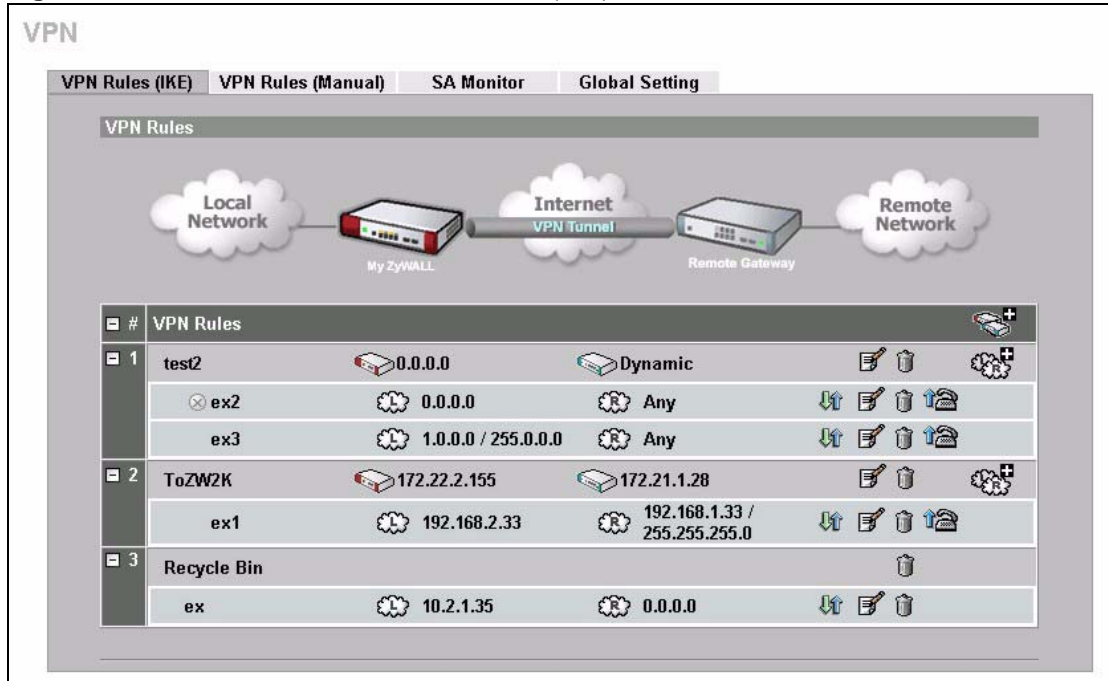 VPN
VPN Rules (IKE) VPN Rules (Manual) SA Monitor Global Setting
VPN Rules
Local
Network
Internet
VPN Tunnel
Remote
Network
My ZyWALL
Remote Gateway
# VPN Rules
1 test2 0.0.0.0 Dynamic
ex2 L 0.0.0.0 R Any
ex3 L 1.0.0.0 / 255.0.0.0 R Any
2 ToZW2K 172.22.2.155 172.21.1.28
ex1 L 192.168.2.33 R 192.168.1.33 /
255.255.255.0
3 Recycle Bin
ex L 10.2.1.35 R 0.0.0.0